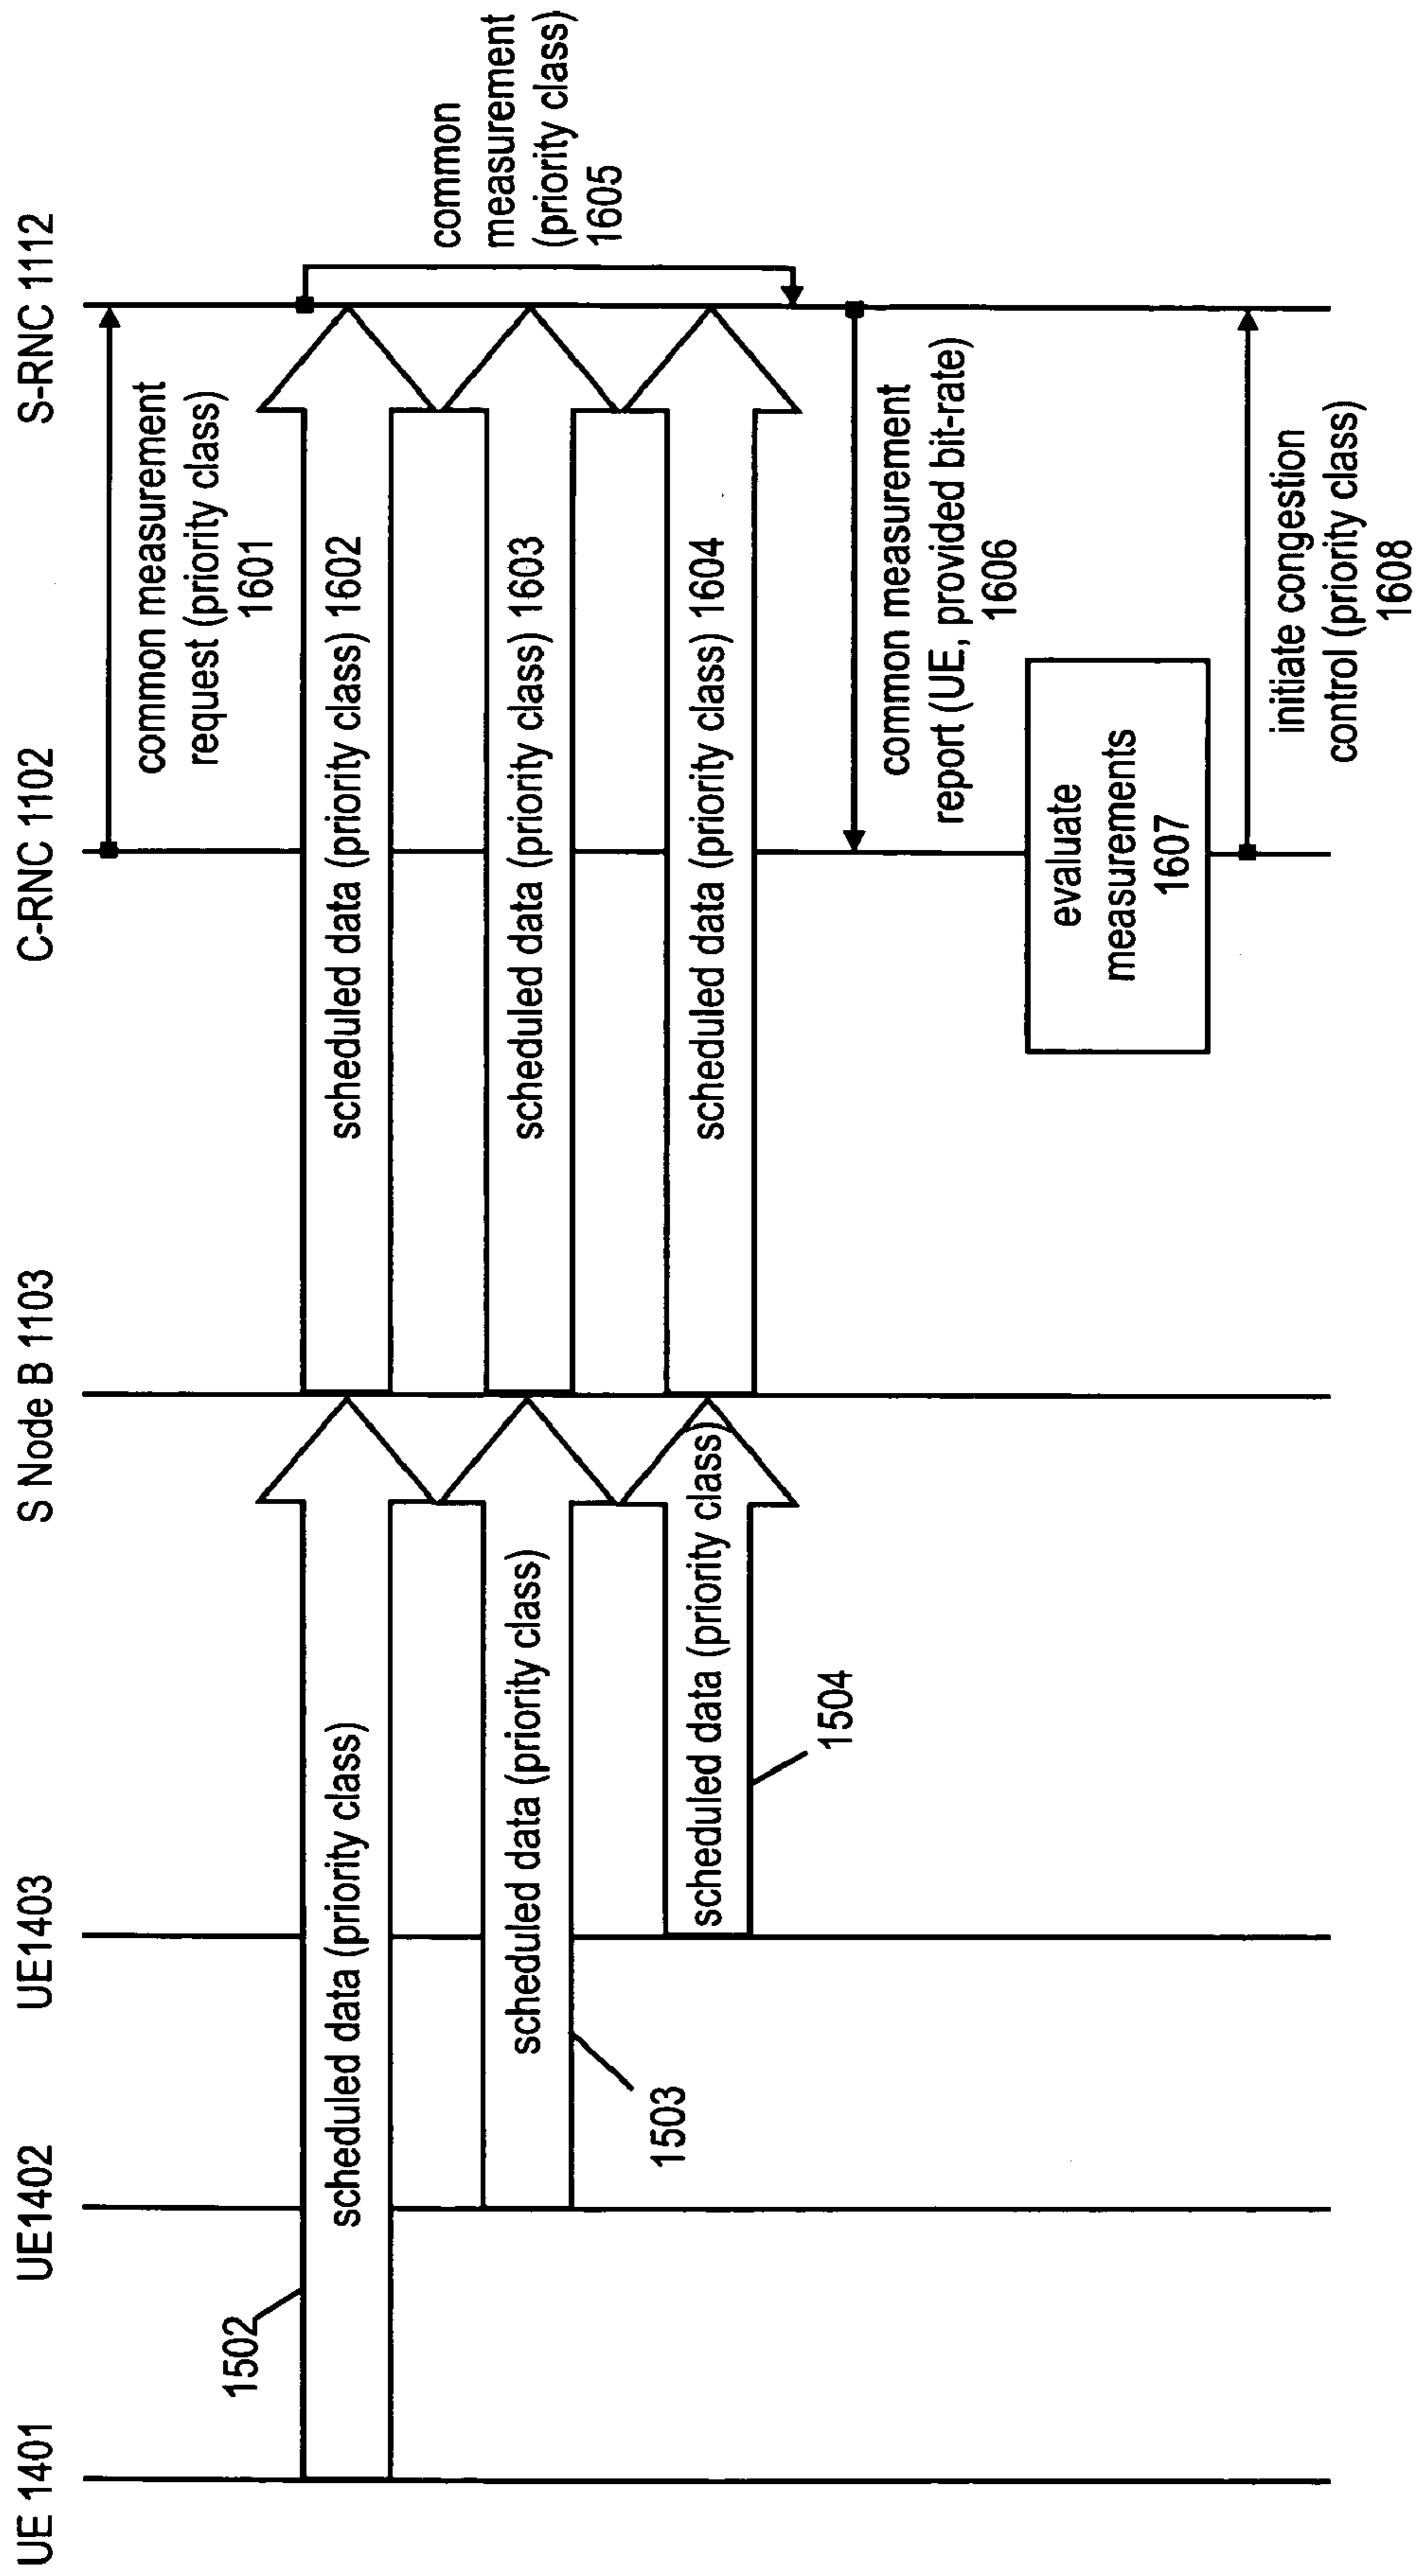 UE 1401
UE1402
UE1403
S Node B 1103
C-RNC 1102
S-RNC 1112
common measurement
request (priority class)
1601
1502
scheduled data (priority class)
scheduled data (priority class) 1602
scheduled data (priority class)
1503
scheduled data (priority class) 1603
scheduled data (priority class)
1504
scheduled data (priority class) 1604
common
measurement
(priority class)
1605
common measurement
report (UE, provided bit-rate)
1606
evaluate
measurements
1607
initiate congestion
control (priority class)
1608